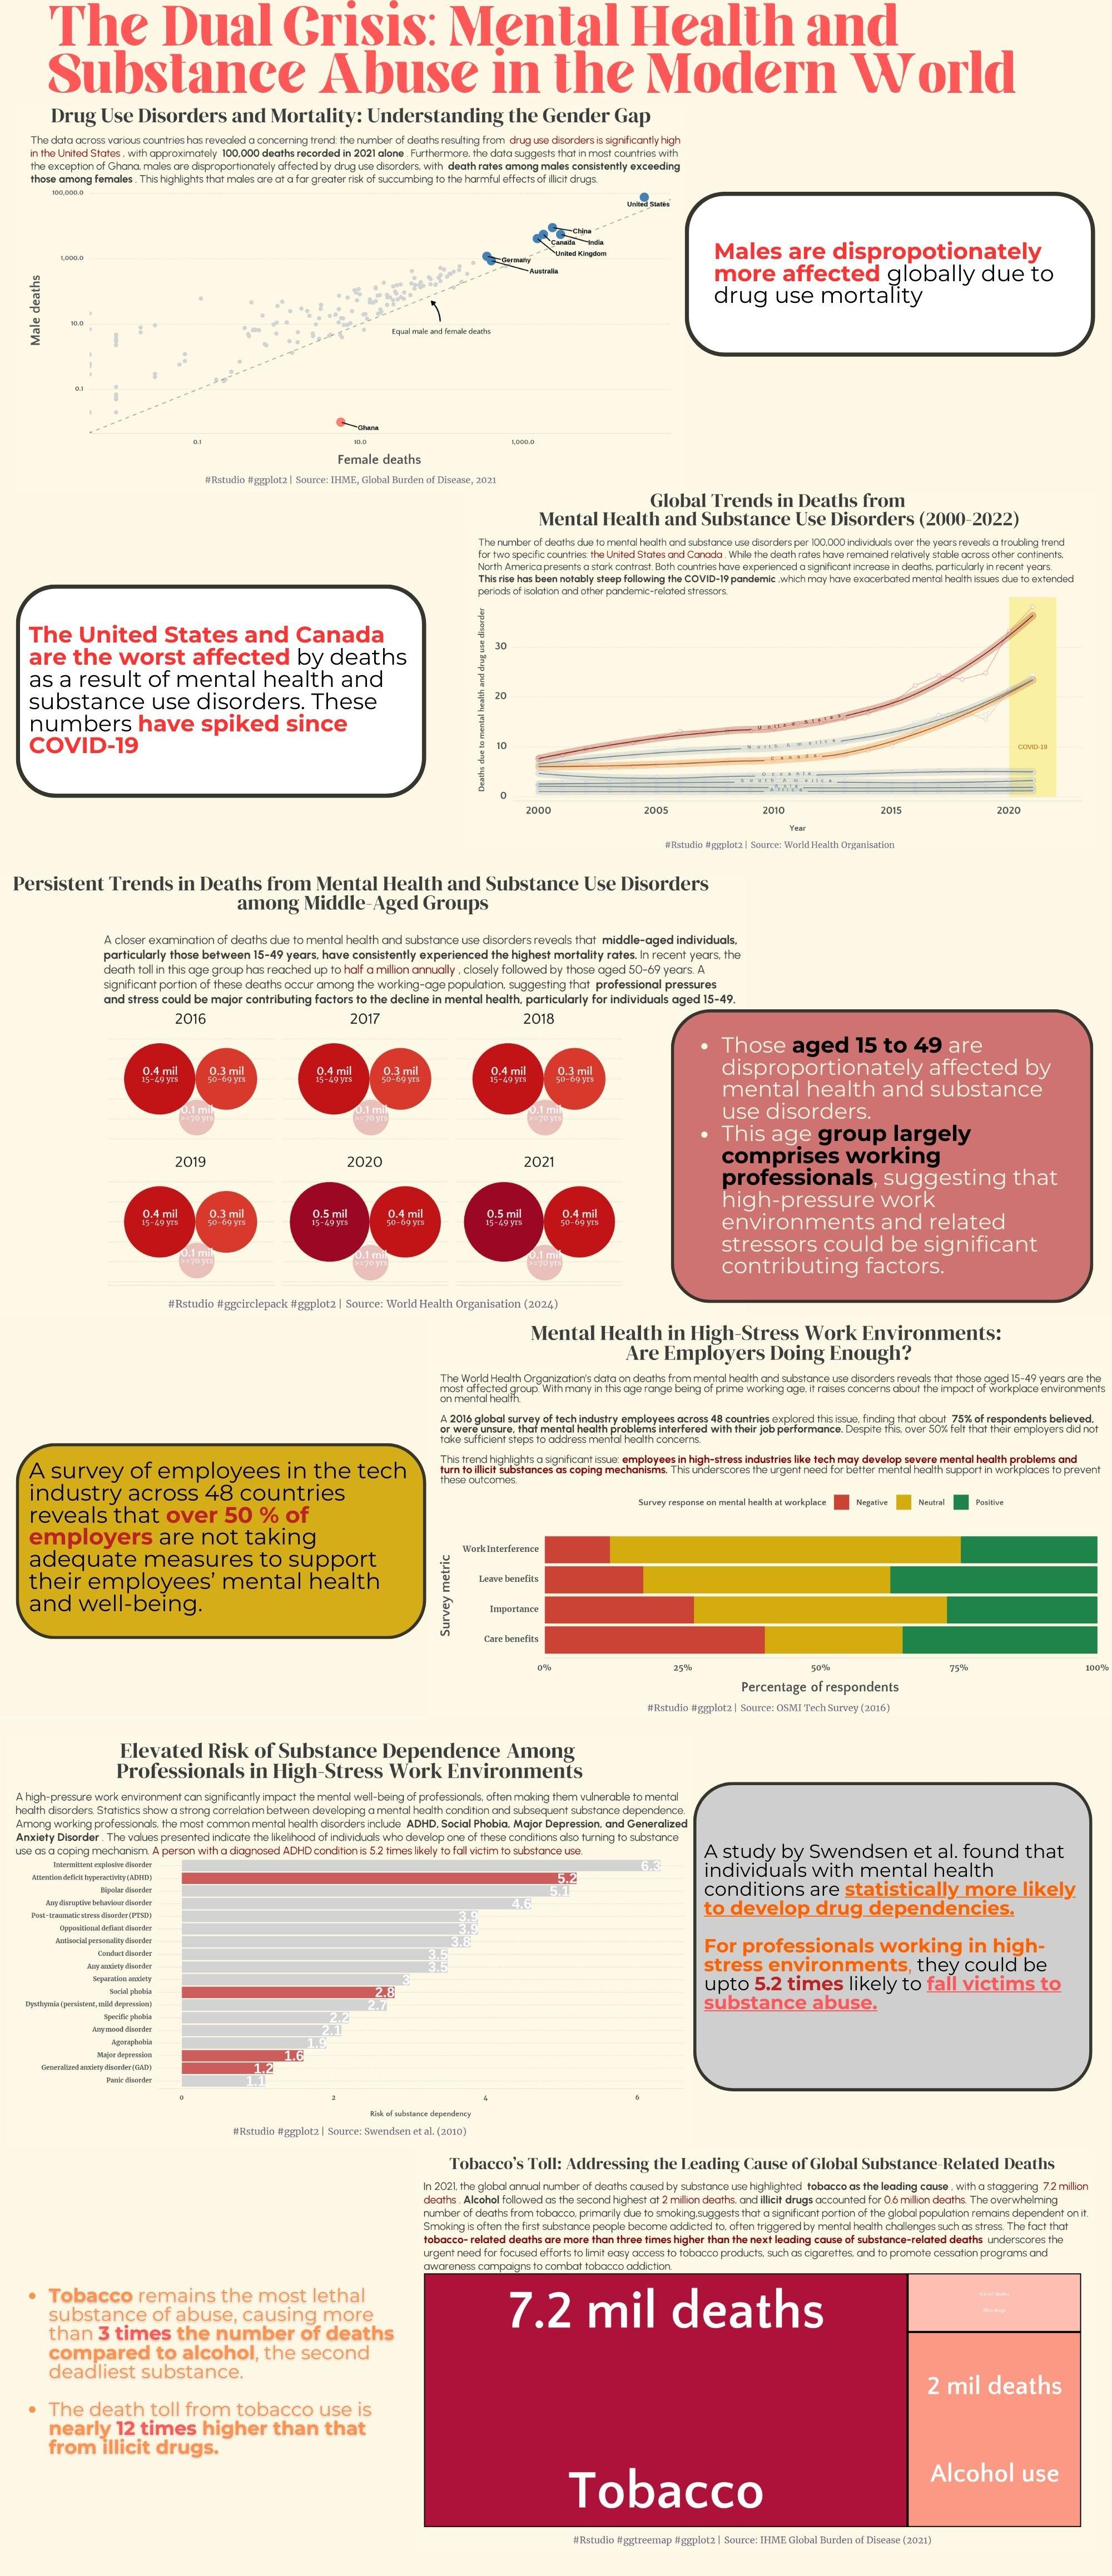 The Dual Crisis: Mental Health and
Substance Abuse in the Modern World
Drug Use Disorders and Mortality: Understanding the Gender Gap
The data across various countries has revealed a concerning trend: the number of deaths resulting from drug use disorders is significantly high
in the United States , with approximately 100,000 deaths recorded in 2021 alone . Furthermore, the data suggests that in most countries with
the exception of Ghana, males are disproportionately affected by drug use disorders, with death rates among males consistently exceeding
those among females . This highlights that males are at a far greater risk of succumbing to the harmful effects of illicit drugs.
100,000.0
United States
China
Canada
India
United Kingdom
1,000.0
Germany
Australia
Male deaths
10.0
Equal male and female deaths
0.1
Ghana
0.1
10.0
1,000.0
Female deaths
#Rstudio #ggplot2 | Source: IHME, Global Burden of Disease, 2021
Males are dispropotionately
more affected globally due to
drug use mortality
Global Trends in Deaths from
Mental Health and Substance Use Disorders (2000-2022)
The number of deaths due to mental health and substance use disorders per 100,000 individuals over the years reveals a troubling trend
for two specific countries: the United States and Canada . While the death rates have remained relatively stable across other continents,
North America presents a stark contrast. Both countries have experienced a significant increase in deaths, particularly in recent years.
This rise has been notably steep following the COVID-19 pandemic ,which may have exacerbated mental health issues due to extended
periods of isolation and other pandemic-related stressors.
Deaths due to mental health and drug use disorder
30
20
10
0
United States
North America
Canada
Oceania
South America
Asia
Africa
COVID-19
2000
2005
2010
2015
2020
Year
#Rstudio #ggplot2 | Source: World Health Organisation
The United States and Canada
are the worst affected by deaths
as a result of mental health and
substance use disorders. These
numbers have spiked since
COVID-19
Persistent Trends in Deaths from Mental Health and Substance Use Disorders
among Middle-Aged Groups
A closer examination of deaths due to mental health and substance use disorders reveals that middle-aged individuals,
particularly those between 15-49 years, have consistently experienced the highest mortality rates. In recent years, the
death toll in this age group has reached up to half a million annually , closely followed by those aged 50-69 years. A
significant portion of these deaths occur among the working-age population, suggesting that professional pressures
and stress could be major contributing factors to the decline in mental health, particularly for individuals aged 15-49.
2016
0.4 mil
15-49 yrs
0.3 mil
50-69 yrs
0.1 mil
>=70 yrs
2017
0.4 mil
15-49 yrs
0.3 mil
50-69 yrs
0.1 mil
>=70 yrs
2018
0.4 mil
15-49 yrs
0.3 mil
50-69 yrs
0.1 mil
>=70 yrs
2019
0.4 mil
15-49 yrs
0.3 mil
50-69 yrs
0.1 mil
>=70 yrs
2020
0.5 mil
15-49 yrs
0.4 mil
50-69 yrs
0.1 mil
>=70 yrs
2021
0.5 mil
15-49 yrs
0.4 mil
50-69 yrs
0.1 mil
>=70 yrs
#Rstudio #ggcirclepack #ggplot2 | Source: World Health Organisation (2024)
• Those aged 15 to 49 are
disproportionately affected by
mental health and substance
use disorders.
• This age group largely
comprises working
professionals, suggesting that
high-pressure work
environments and related
stressors could be significant
contributing factors.
Mental Health in High-Stress Work Environments:
Are Employers Doing Enough?
The World Health Organization's data on deaths from mental health and substance use disorders reveals that those aged 15-49 years are the
most affected group. With many in this age range being of prime working age, it raises concerns about the impact of workplace environments
on mental health.
A 2016 global survey of tech industry employees across 48 countries explored this issue, finding that about 75% of respondents believed,
or were unsure, that mental health problems interfered with their job performance. Despite this, over 50% felt that their employers did not
take sufficient steps to address mental health concerns.
This trend highlights a significant issue: employees in high-stress industries like tech may develop severe mental health problems and
turn to illicit substances as coping mechanisms. This underscores the urgent need for better mental health support in workplaces to prevent
these outcomes.
Survey response on mental health at workplace
Negative
Neutral
Positive
Survey metric
Work Interference
Leave benefits
Importance
Care benefits
0%
25%
50%
75%
100%
Percentage of respondents
#Rstudio #ggplot2 | Source: OSMI Tech Survey (2016)
A survey of employees in the tech
industry across 48 countries
reveals that over 50 % of
employers are not taking
adequate measures to support
their employees' mental health
and well-being.
Elevated Risk of Substance Dependence Among
Professionals in High-Stress Work Environments
A high-pressure work environment can significantly impact the mental well-being of professionals, often making them vulnerable to mental
health disorders. Statistics show a strong correlation between developing a mental health condition and subsequent substance dependence.
Among working professionals, the most common mental health disorders include ADHD, Social Phobia, Major Depression, and Generalized
Anxiety Disorder . The values presented indicate the likelihood of individuals who develop one of these conditions also turning to substance
use as a coping mechanism. A person with a diagnosed ADHD condition is 5.2 times likely to fall victim to substance use.
Intermittent explosive disorder 6.3
Attention deficit hyperactivity (ADHD) 5.2
Bipolar disorder 5.1
Any disruptive behaviour disorder 4.6
Post-traumatic stress disorder (PTSD) 3.9
Oppositional defiant disorder 3.9
Antisocial personality disorder 3.8
Conduct disorder 3.5
Any anxiety disorder 3.5
Separation anxiety 3
Social phobia 2.8
Dysthymia (persistent, mild depression) 2.7
Specific phobia 2.2
Any mood disorder 2.1
Agoraphobia 1.9
Major depression 1.6
Generalized anxiety disorder (GAD) 1.2
Panic disorder 1.1
0
2
4
6
Risk of substance dependency
#Rstudio #ggplot2 | Source: Swendsen et al. (2010)
A study by Swendsen et al. found that
individuals with mental health
conditions are statistically more likely
to develop drug dependencies.
For professionals working in high-
stress environments, they could be
upto 5.2 times likely to fall victims to
substance abuse.
Tobacco's Toll: Addressing the Leading Cause of Global Substance-Related Deaths
In 2021, the global annual number of deaths caused by substance use highlighted tobacco as the leading cause , with a staggering 7.2 million
deaths . Alcohol followed as the second highest at 2 million deaths, and illicit drugs accounted for 0.6 million deaths. The overwhelming
number of deaths from tobacco, primarily due to smoking,suggests that a significant portion of the global population remains dependent on it.
Smoking is often the first substance people become addicted to, often triggered by mental health challenges such as stress. The fact that
tobacco- related deaths are more than three times higher than the next leading cause of substance-related deaths underscores the
urgent need for focused efforts to limit easy access to tobacco products, such as cigarettes, and to promote cessation programs and
awareness campaigns to combat tobacco addiction.
7.2 mil deaths
Tobacco
2 mil deaths
Alcohol use
#Rstudio #ggtreemap #ggplot2 | Source: IHME Global Burden of Disease (2021)
• Tobacco remains the most lethal
substance of abuse, causing more
than 3 times the number of deaths
compared to alcohol, the second
deadliest substance.
• The death toll from tobacco use is
nearly 12 times higher than that
from illicit drugs.